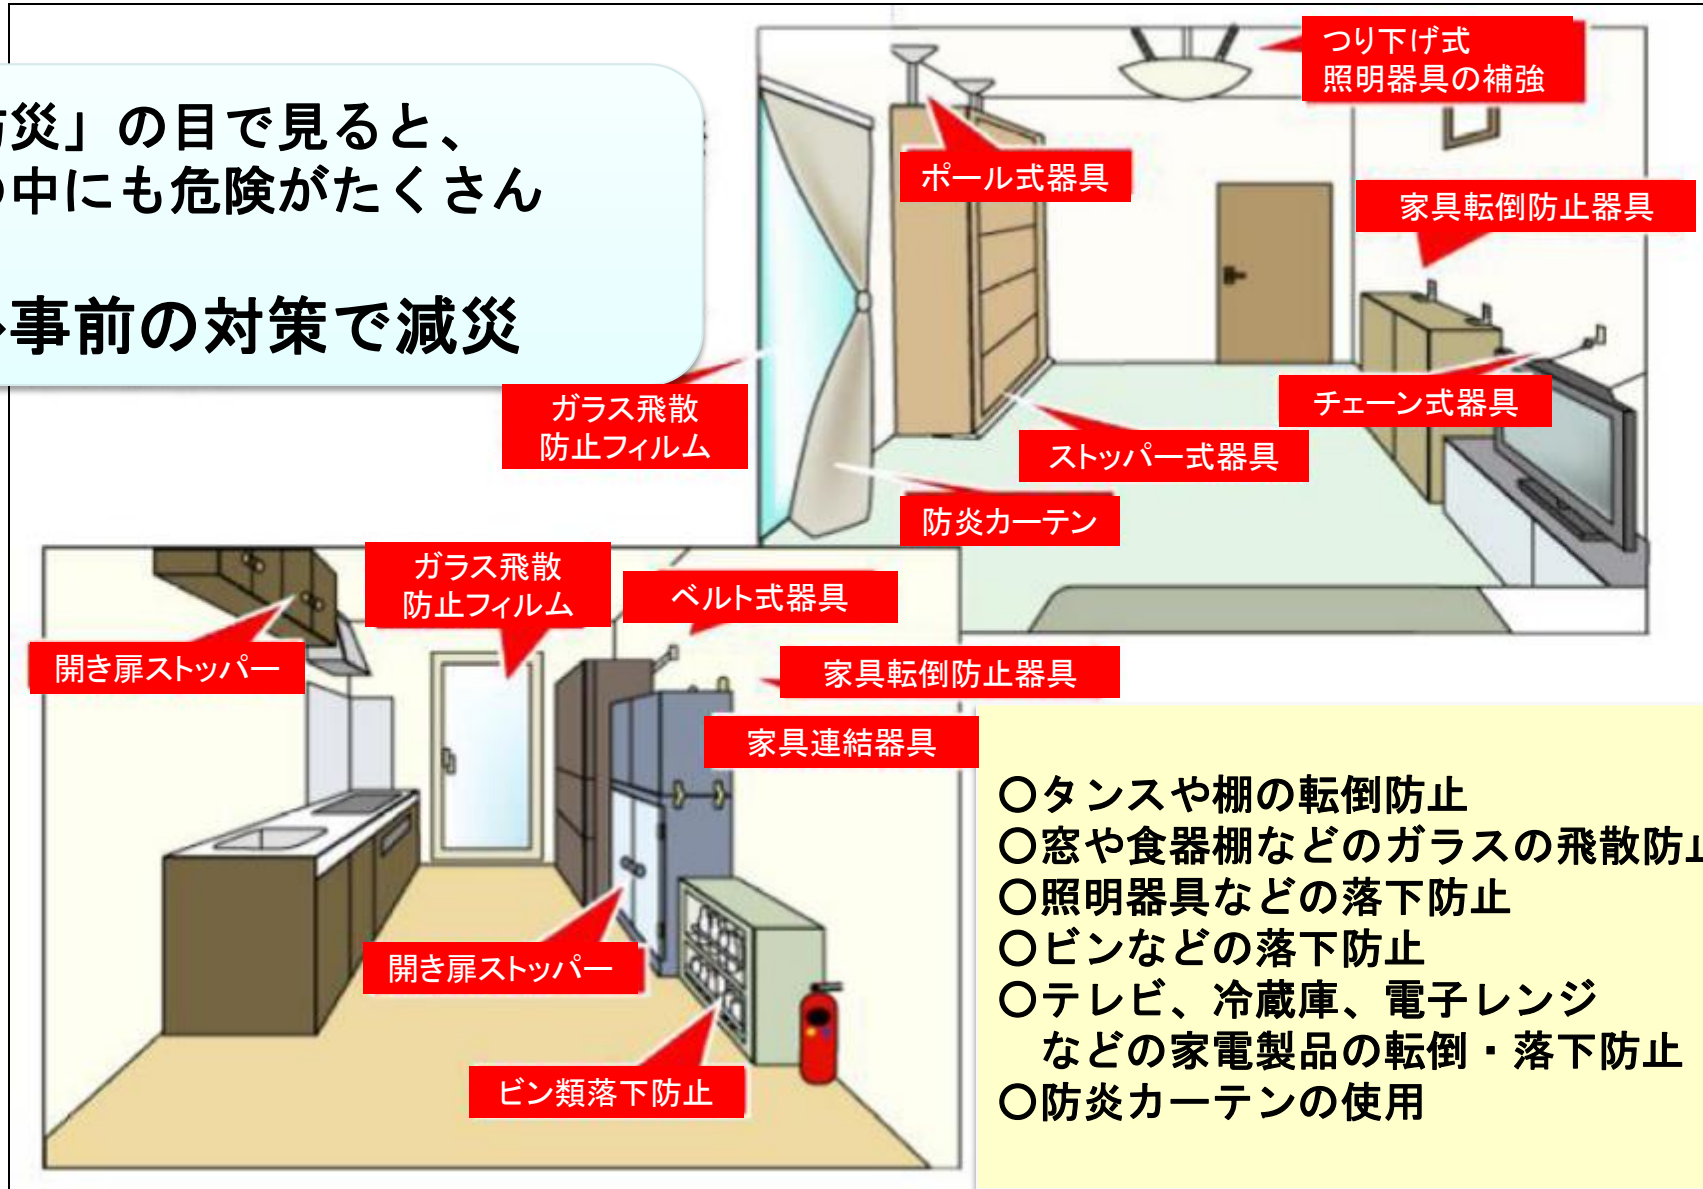 災」の目で見ると、
中にも危険がたくさん
事前の対策で減災
つり下げ式
照明器具の補強
ポール式器具
家具転倒防止器具
チェーン式器具
ガラス飛散
防止フィルム
ストッパー式器具
防炎カーテン
ガラス飛散
防止フィルム
ベルト式器具
開き扉ストッパー
家具転倒防止器具
家具連結器具
開き扉ストッパー
ビン類落下防止
○タンスや棚の転倒防止
○窓や食器棚などのガラスの飛散防止
○照明器具などの落下防止
○ビンなどの落下防止
○テレビ、冷蔵庫、電子レンジ
などの家電製品の転倒・落下防止
○防炎カーテンの使用